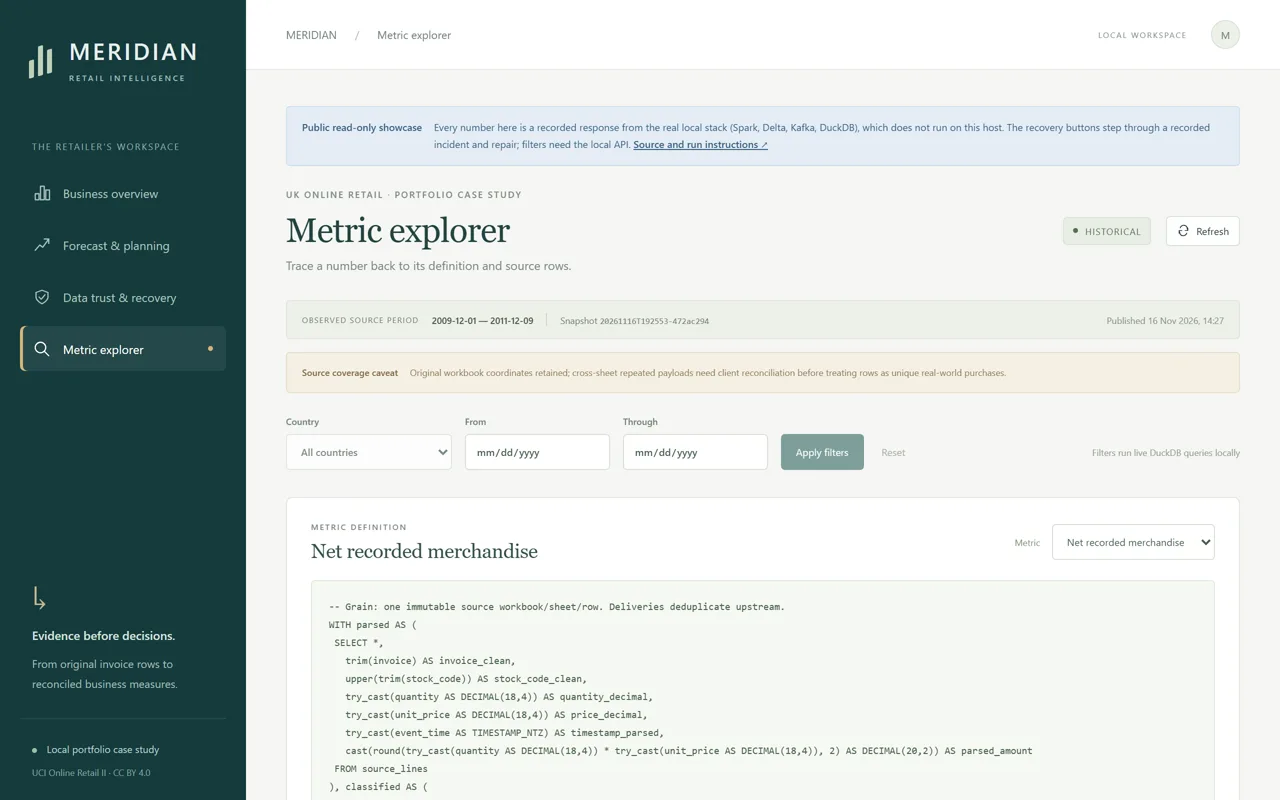 MERIDIAN
RETAIL INTELLIGENCE
THE RETAILER'S WORKSPACE
Business overview
Forecast & planning
Data trust & recovery
Metric explorer
Evidence before decisions.
From original invoice rows to
reconciled business measures.
Local portfolio case study
UCI Online Retail II · CC BY 4.0
MERIDIAN / Metric explorer
LOCAL WORKSPACE M
Public read-only showcase Every number here is a recorded response from the real local stack (Spark, Delta, Kafka, DuckDB), which does not run on this host. The recovery buttons step through a recorded
incident and repair; filters need the local API. Source and run instructions ↗
UK ONLINE RETAIL · PORTFOLIO CASE STUDY
Metric explorer
HISTORICAL
Refresh
Trace a number back to its definition and source rows.
OBSERVED SOURCE PERIOD 2009-12-01 — 2011-12-09 Snapshot 20261116T192553-472ac294 Published 16 Nov 2026, 14:27
Source coverage caveat Original workbook coordinates retained; cross-sheet repeated payloads need client reconciliation before treating rows as unique real-world purchases.
Country From Through
All countries mm/dd/yyyy mm/dd/yyyy Apply filters Reset Filters run live DuckDB queries locally
METRIC DEFINITION
Net recorded merchandise
Metric Net recorded merchandise
-- Grain: one immutable source workbook/sheet/row. Deliveries deduplicate upstream.
WITH parsed AS (
SELECT *,
trim(invoice) AS invoice_clean,
upper(trim(stock_code)) AS stock_code_clean,
try_cast(quantity AS DECIMAL(18,4)) AS quantity_decimal,
try_cast(unit_price AS DECIMAL(18,4)) AS price_decimal,
try_cast(event_time AS TIMESTAMP_NTZ) AS timestamp_parsed,
cast(round(try_cast(quantity AS DECIMAL(18,4)) * try_cast(unit_price AS DECIMAL(18,4)), 2) AS DECIMAL(20,2)) AS parsed_amount
FROM source_lines
), classified AS (